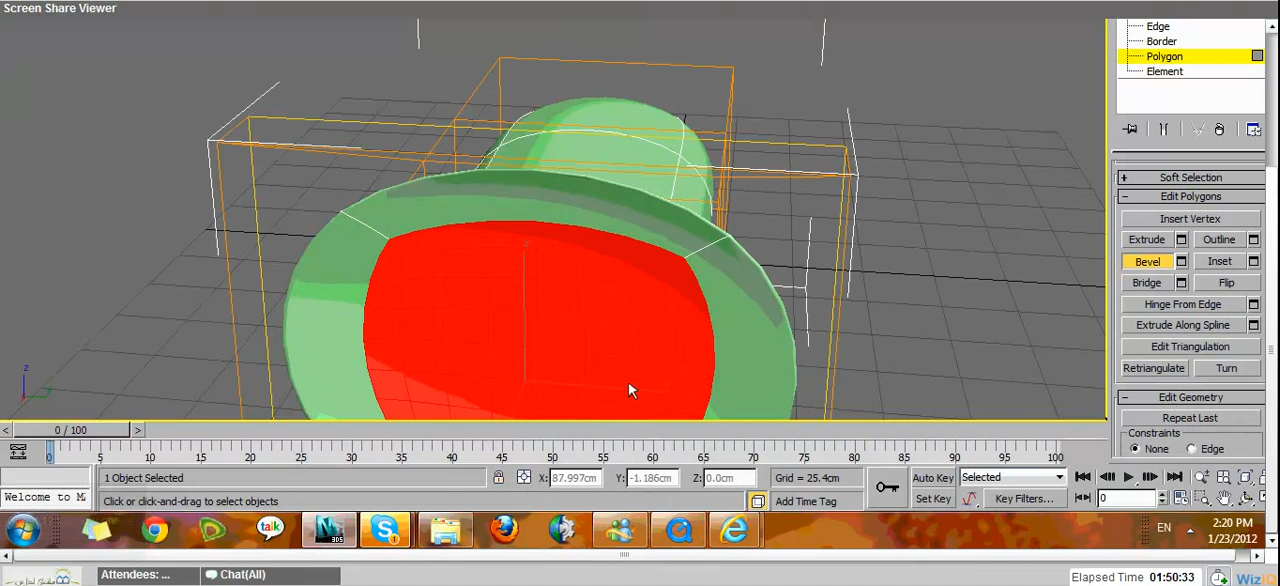 Screen Share Viewer
Edge
Border
Polygon
Element
+ Soft Selection
− Edit Polygons
Insert Vertex
Extrude Outline
Bevel Inset
Bridge Flip
Hinge From Edge
Extrude Along Spline
Edit Triangulation
Retriangulate Turn
− Edit Geometry
Repeat Last
Constraints
None Edge
z
< 0 / 100 >
0 5 10 15 20 25 30 35 40 45 50 55 60 65 70 75 80 85 90 95 100
1 Object Selected X: 87.997cm Y: -1.186cm Z: 0.0cm Grid = 25.4cm Auto Key Selected
Welcome to M Click or click-and-drag to select objects Add Time Tag Set Key Key Filters... 0
talk
3DS
EN
2:20 PM
1/23/2012
Attendees: ... Chat(All) Elapsed Time 01:50:33 WizI